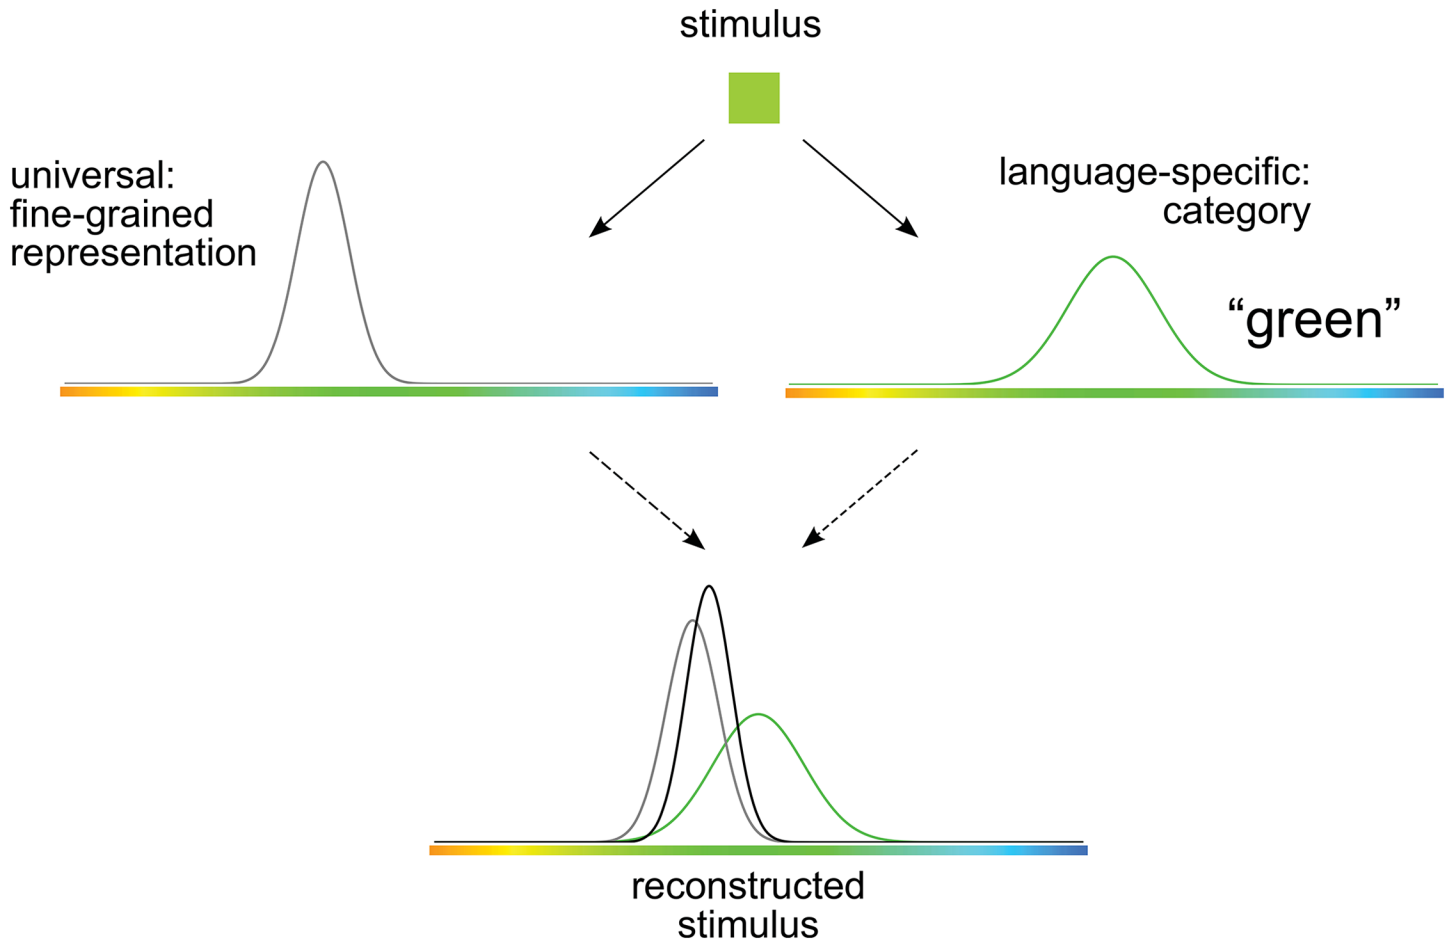 stimulus
universal:
fine-grained
representation
language-specific:
category
“green”
reconstructed
stimulus